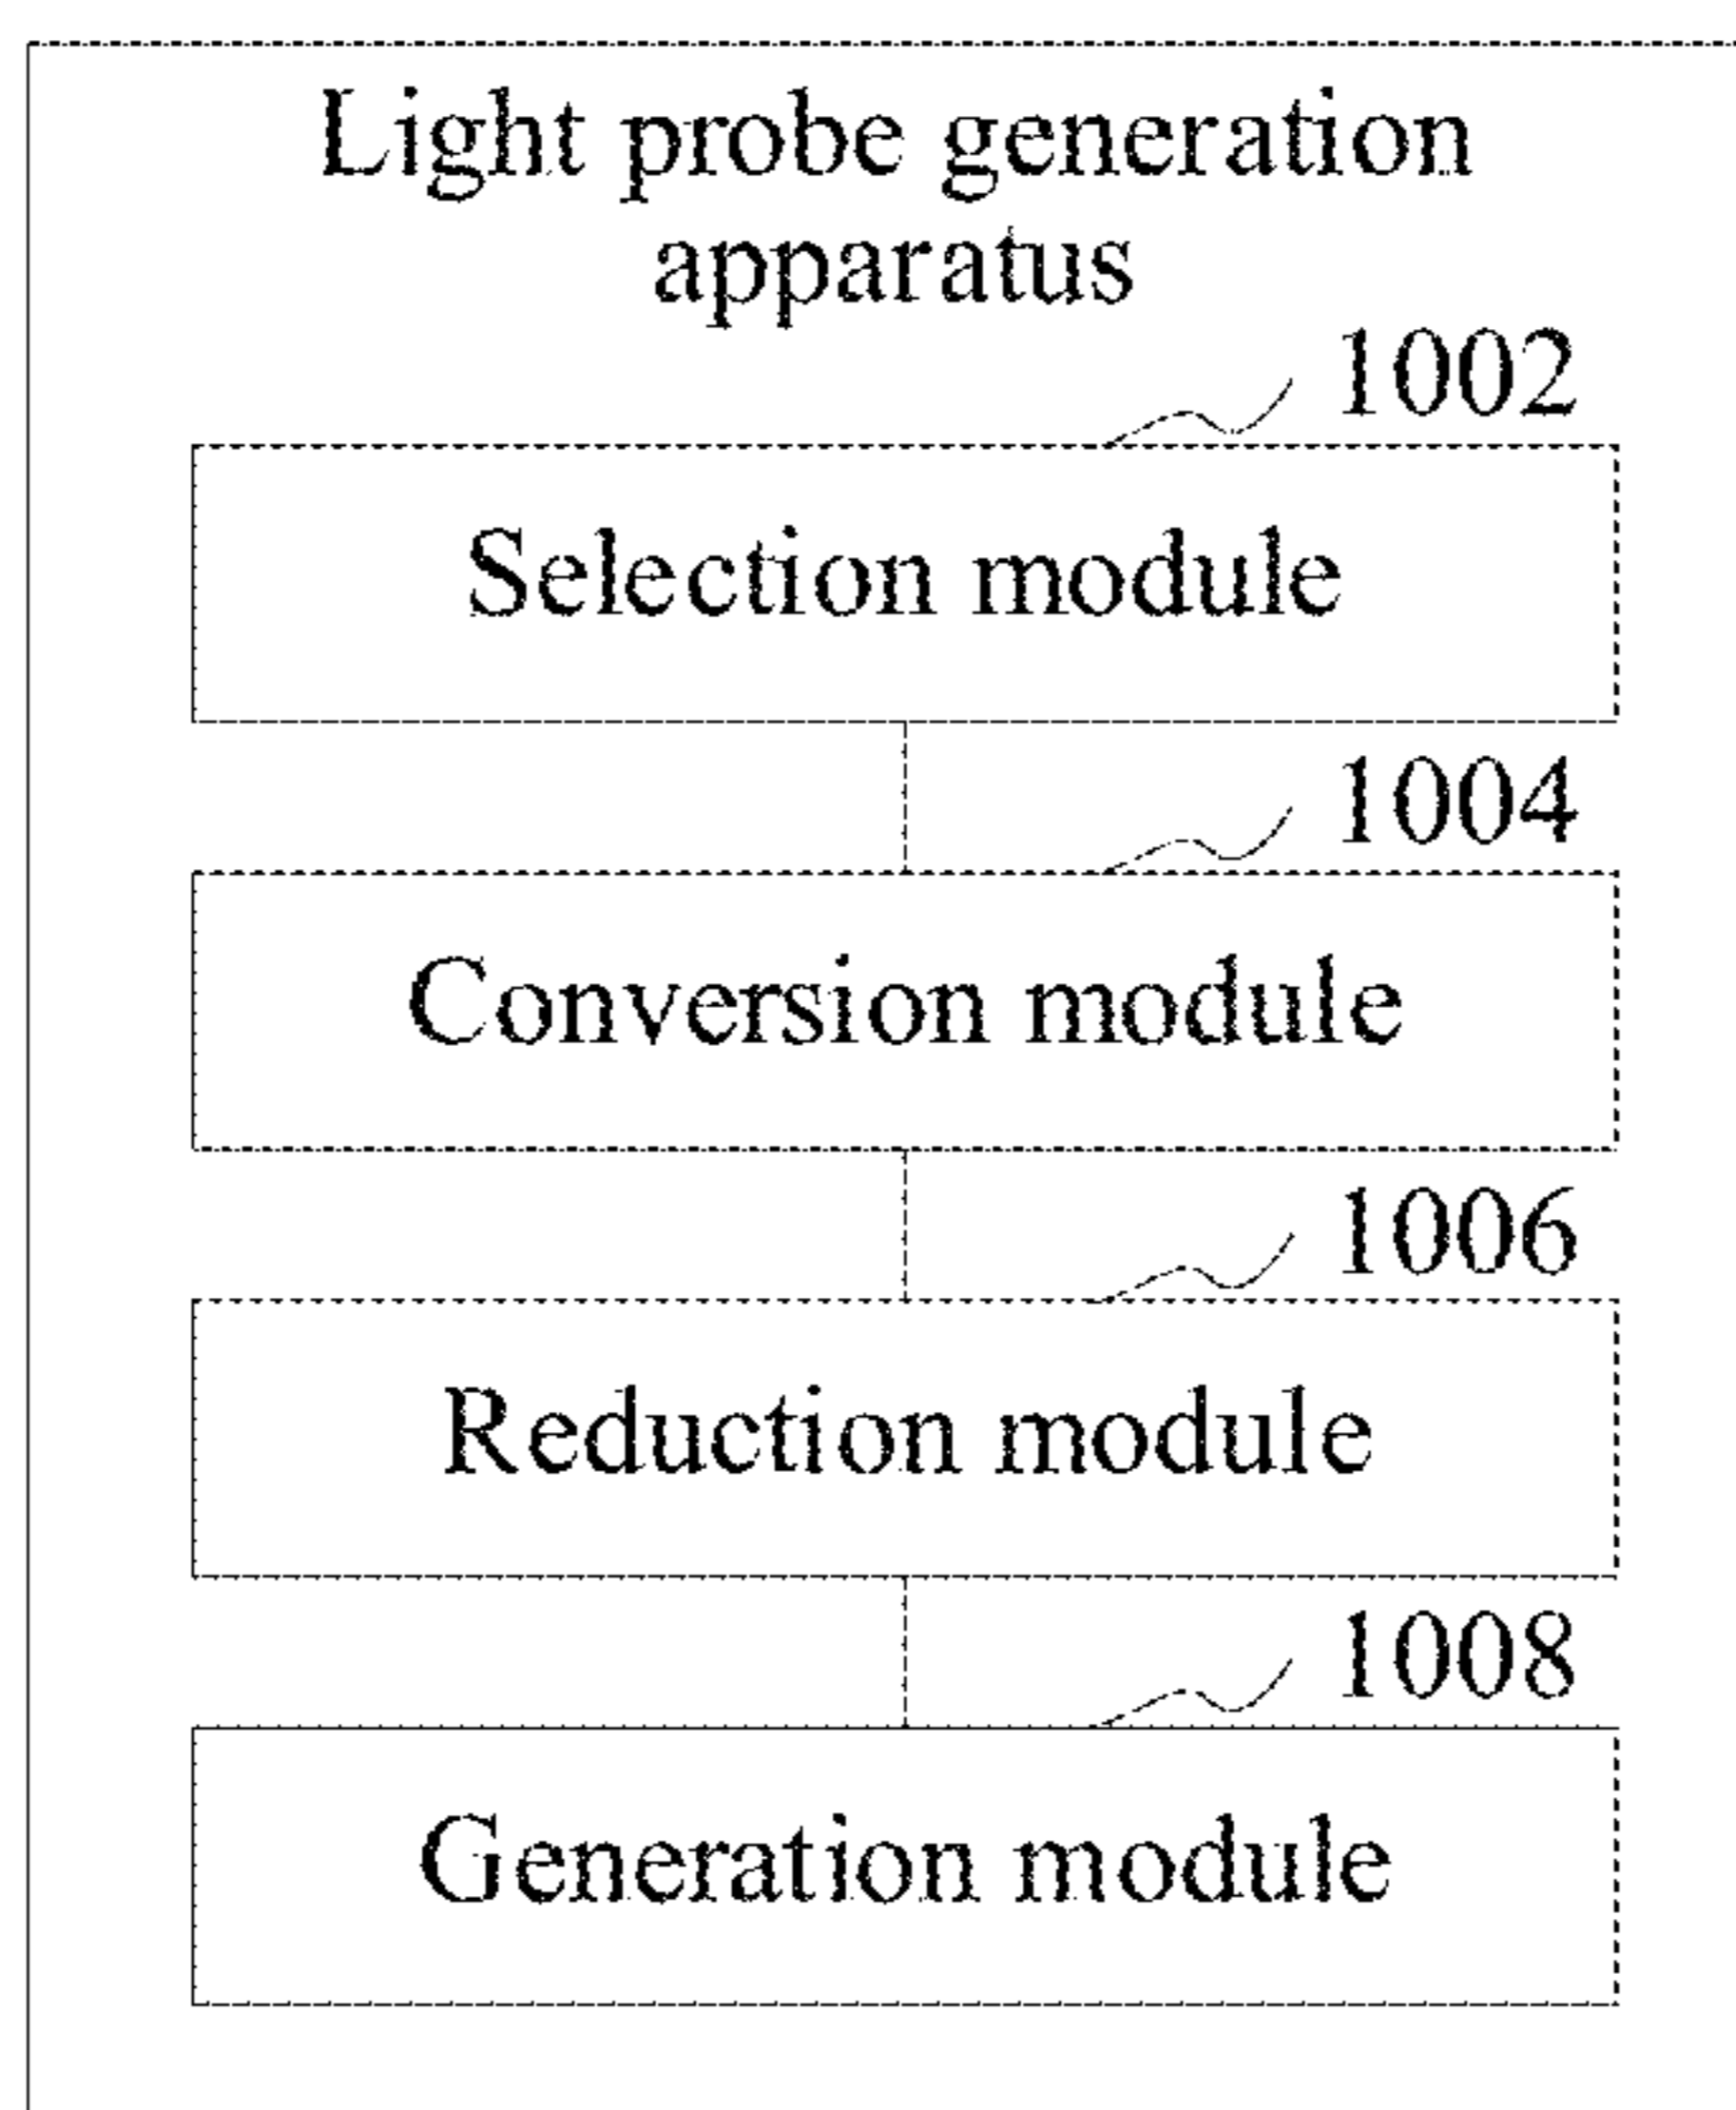 Light probe generation
apparatus
1002
Selection module
1004
Conversion module
1006
Reduction module
1008
Generation module